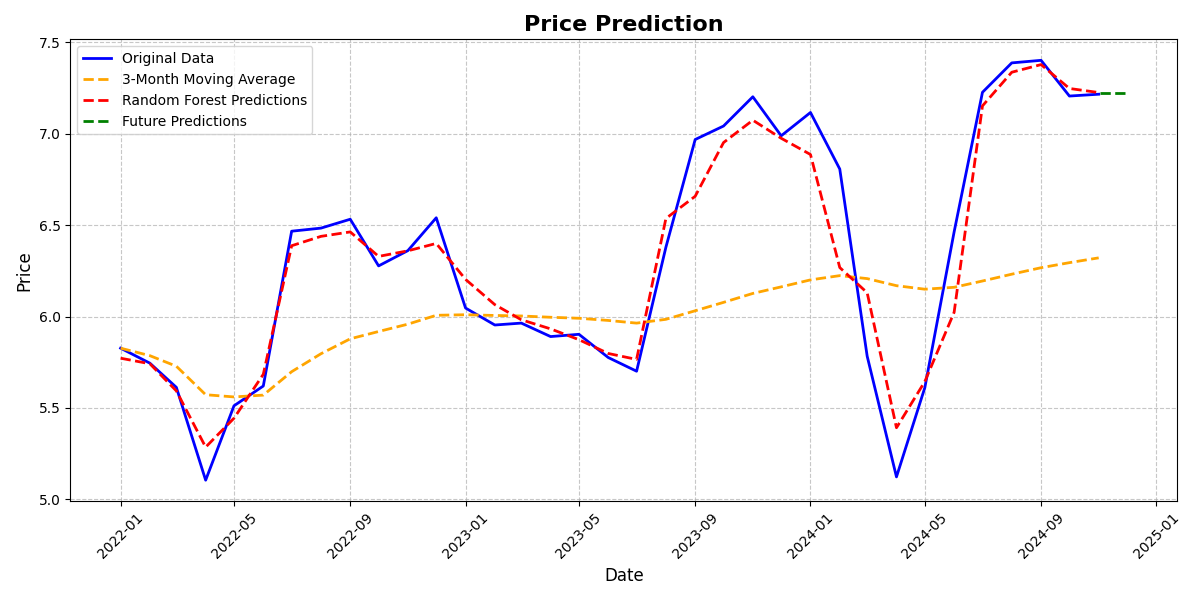 Price Prediction
Original Data
3-Month Moving Average
Random Forest Predictions
Future Predictions
7.5
7.0
6.5
6.0
5.5
5.0
Price
2022-01
2022-05
2022-09
2023-01
2023-05
2023-09
2024-01
2024-05
2024-09
2025-01
Date